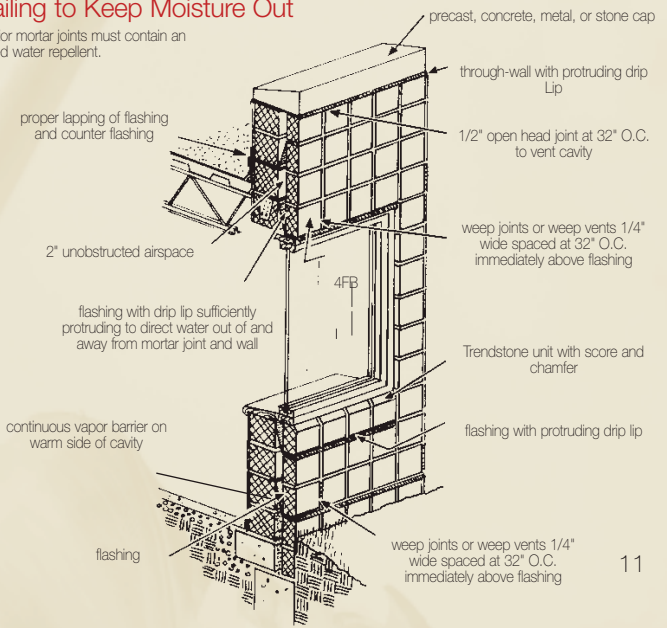 ailing to Keep Moisture Out
or mortar joints must contain an
d water repellent.
precast, concrete, metal, or stone cap
through-wall with protruding drip
Lip
proper lapping of flashing
and counter flashing
1/2" open head joint at 32" O.C.
to vent cavity
2" unobstructed airspace
weep joints or weep vents 1/4"
wide spaced at 32" O.C.
immediately above flashing
4FB
flashing with drip lip sufficiently
protruding to direct water out of and
away from mortar joint and wall
Trendstone unit with score and
chamfer
continuous vapor barrier on
warm side of cavity
flashing with protruding drip lip
flashing
weep joints or weep vents 1/4"
wide spaced at 32" O.C.
immediately above flashing
11